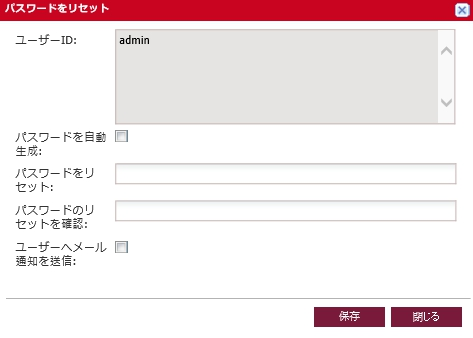 パスワードをリセット
ユーザーID:
admin
パスワードを自動
生成:
パスワードをリ
セット:
パスワードのリ
セットを確認:
ユーザーへメール
通知を送信:
保存
閉じる